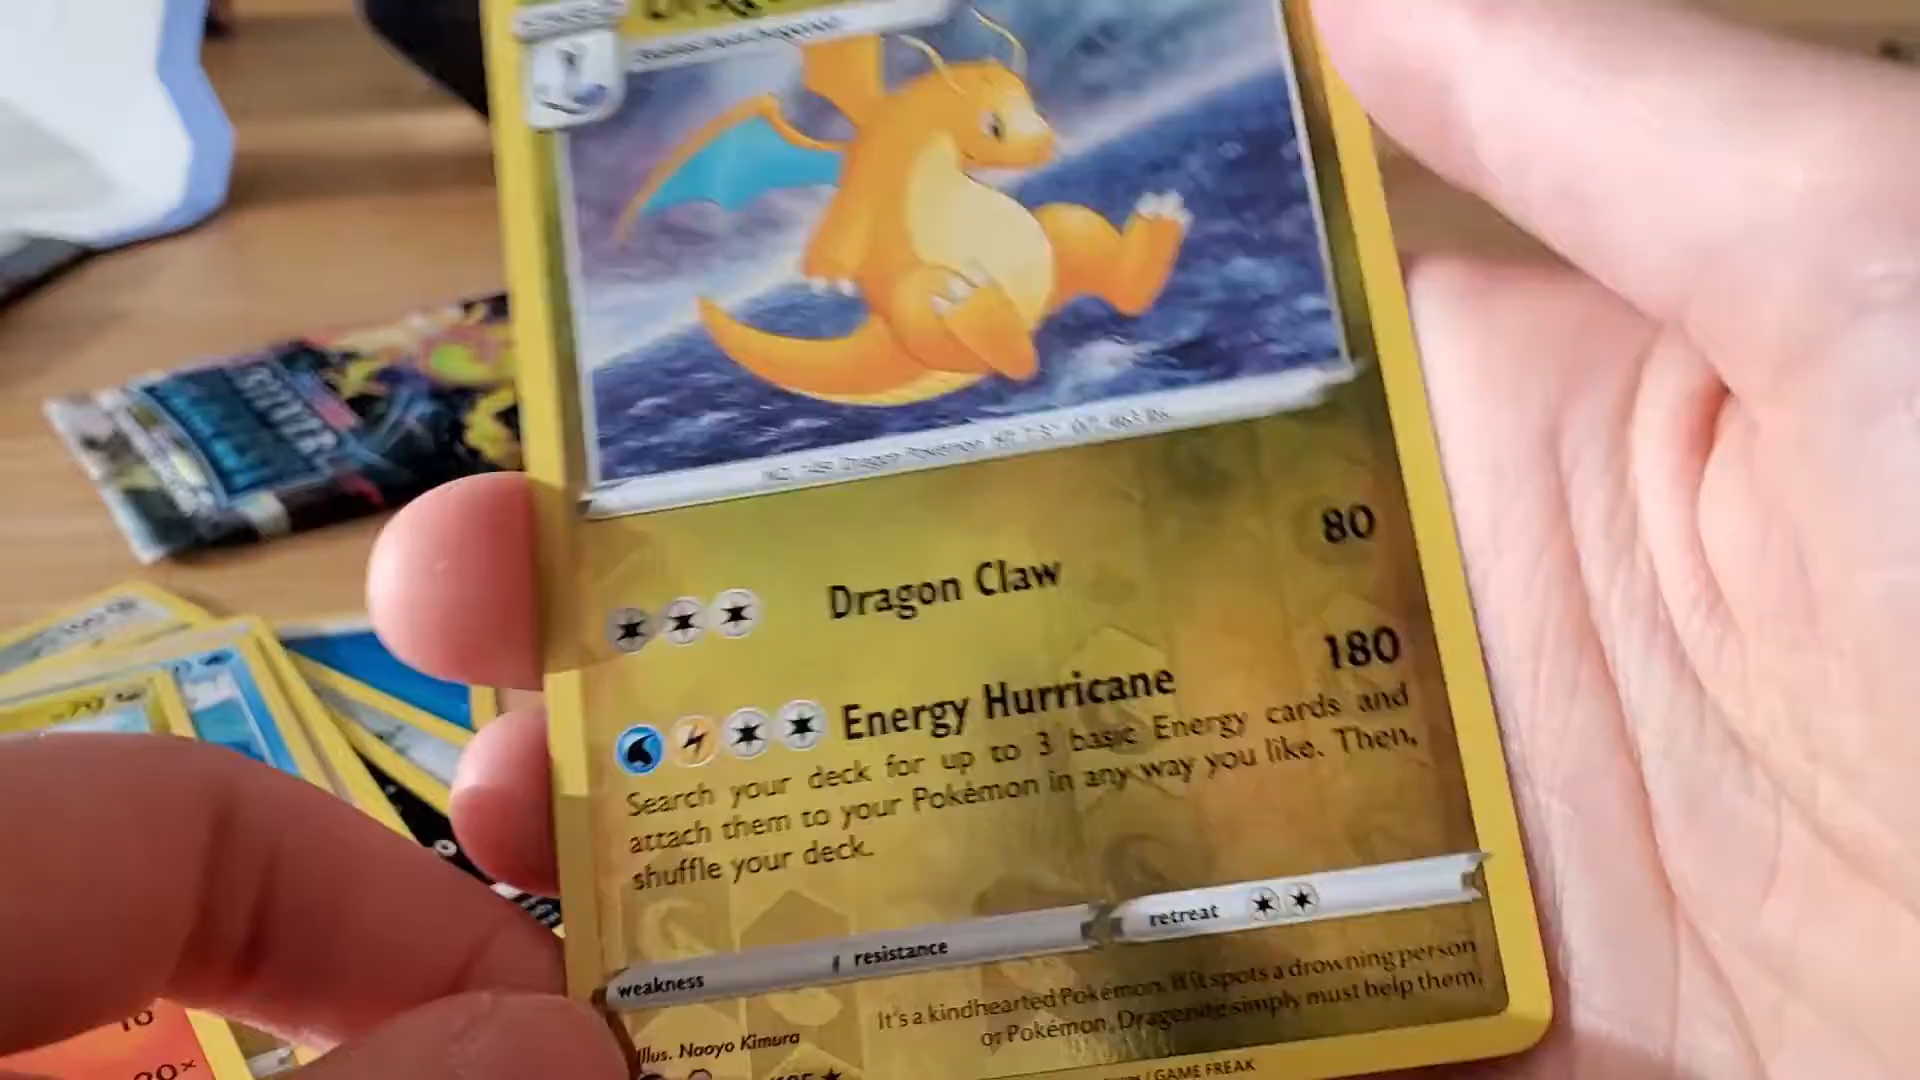 80
Dragon Claw
180
Energy Hurricane
Search your deck for up to 3 basic Energy cards and
attach them to your Pokémon in any way you like. Then,
shuffle your deck.
weakness resistance retreat
It's a kindhearted Pokémon. If it spots a drowning person
or Pokémon, Dragonite simply must help them.
Illus. Naoyo Kimura
/ GAME FREAK
70
10